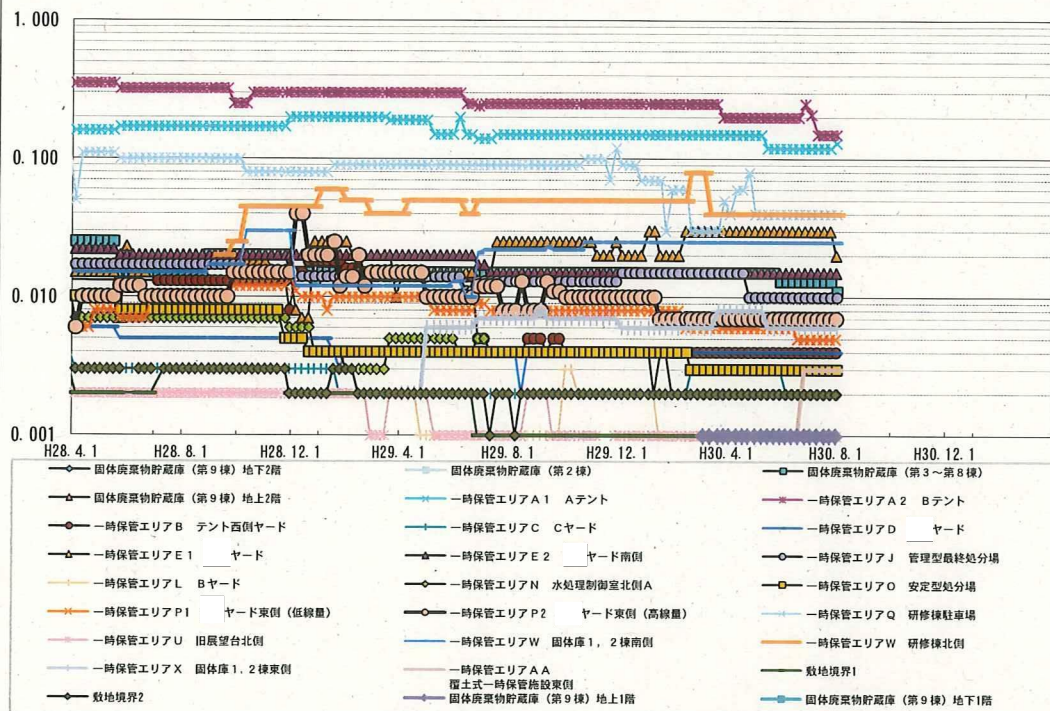 1.000
0.100
0.010
0.001
H28.4.1 H28.8.1 H28.12.1 H29.4.1 H29.8.1 H29.12.1 H30.4.1 H30.8.1 H30.12.1
固体廃棄物貯蔵庫（第９棟）地下2階 固体廃棄物貯蔵庫（第２棟） 固体廃棄物貯蔵庫（第３～第８棟）
固体廃棄物貯蔵庫（第９棟）地上2階 一時保管エリアＡ１ Ａテント 一時保管エリアＡ２ Ｂテント
一時保管エリアＢ テント西側ヤード 一時保管エリアＣ Ｃヤード 一時保管エリアＤ ヤード
一時保管エリアＥ１ ヤード 一時保管エリアＥ２ ヤード南側 一時保管エリアＪ 管理型最終処分場
一時保管エリアＬ Ｂヤード 一時保管エリアＮ 水処理制御室北側Ａ 一時保管エリアＯ 安定型処分場
一時保管エリアＰ１ ヤード東側（低線量） 一時保管エリアＰ２ ヤード東側（高線量） 一時保管エリアＱ 研修棟駐車場
一時保管エリアＵ 旧展望台北側 一時保管エリアＷ 固体庫１，２棟南側 一時保管エリアＷ 研修棟北側
一時保管エリアＸ 固体庫１．２棟東側 一時保管エリアＡＡ 敷地境界1
覆土式一時保管施設東側
敷地境界2 固体廃棄物貯蔵庫（第９棟）地上1階 固体廃棄物貯蔵庫（第９棟）地下1階